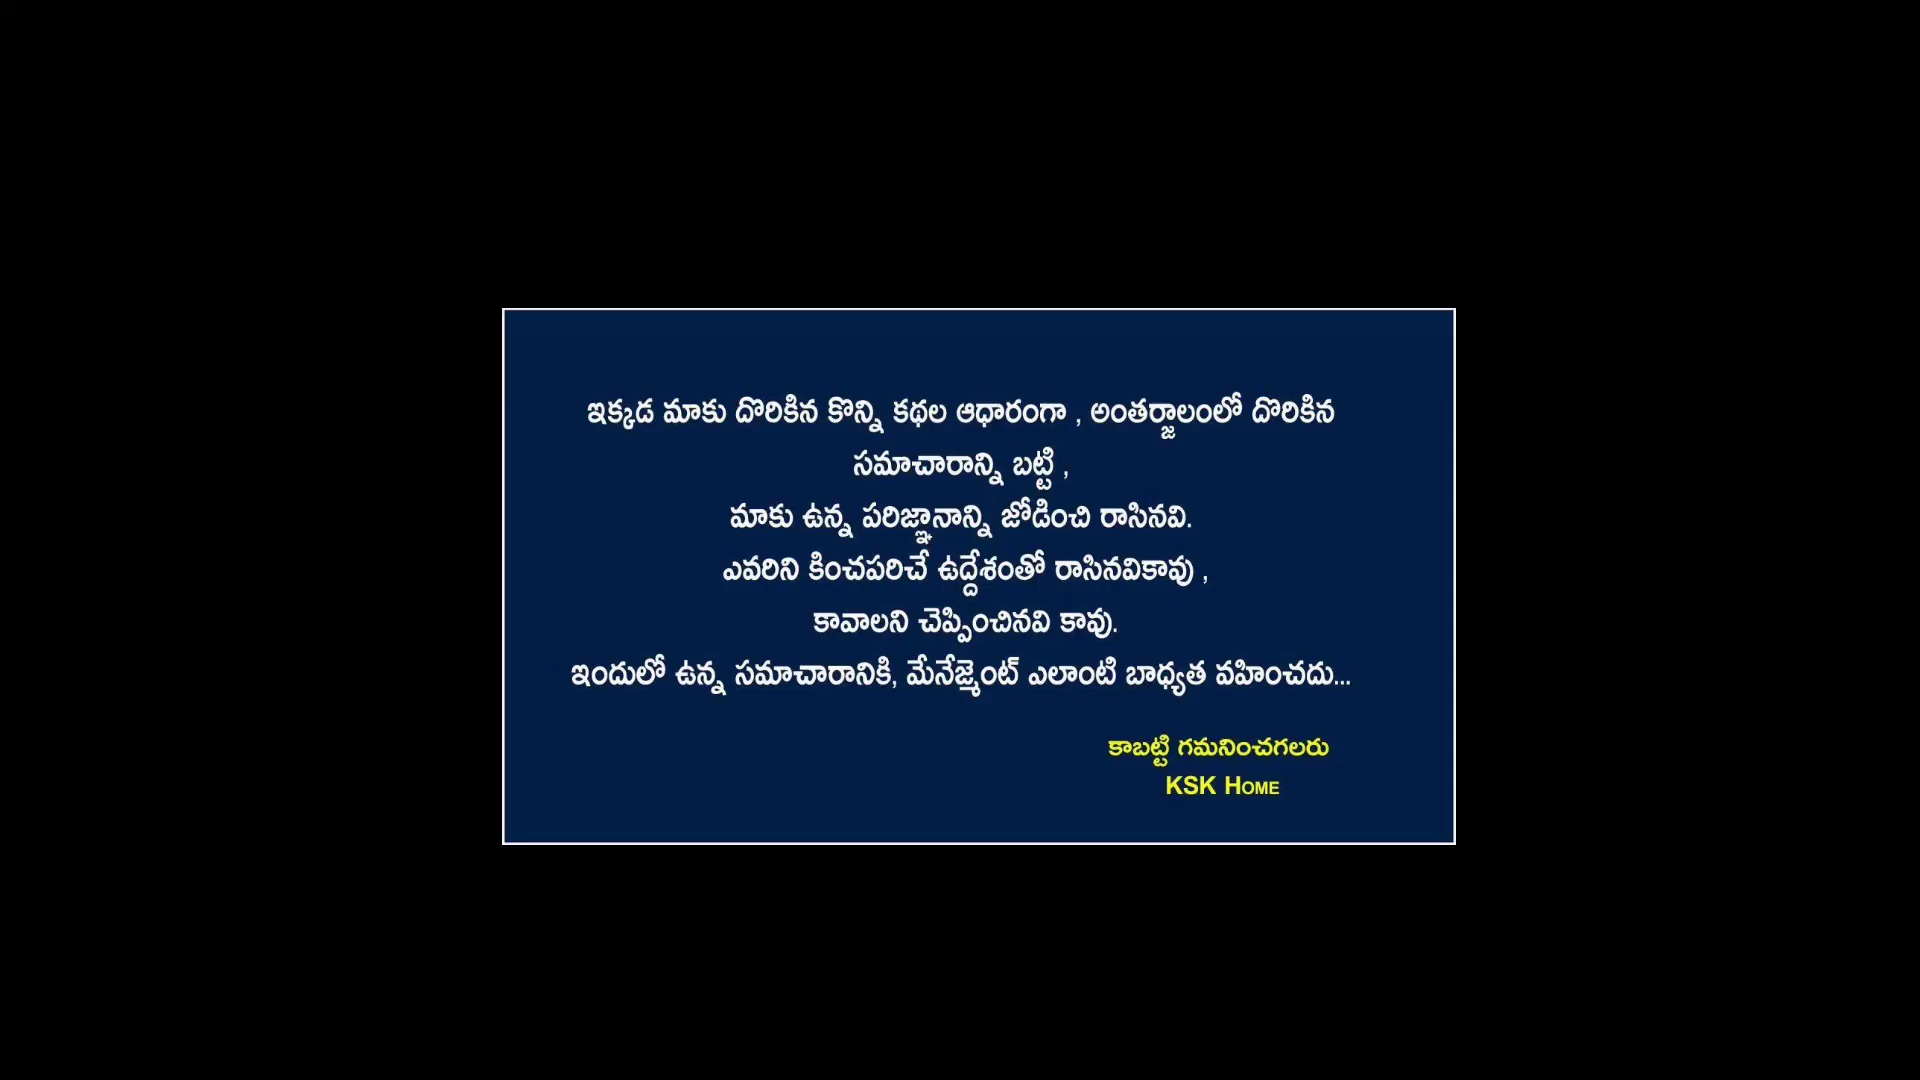 ఇక్కడ మాకు దొరికిన కొన్ని కథల ఆధారంగా , అంతర్జాలంలో దొరికిన
సమాచారాన్ని బట్టి ,
మాకు ఉన్న పరిజ్ఞానాన్ని జోడించి రాసినవి.
ఎవరిని కించపరిచే ఉద్దేశంతో రాసినవికావు ,
కావాలని చెప్పించినవి కావు.
ఇందులో ఉన్న సమాచారానికి, మేనేజ్మెంట్ ఎలాంటి బాధ్యత వహించదు...
కాబట్టి గమనించగలరు
KSK HOME